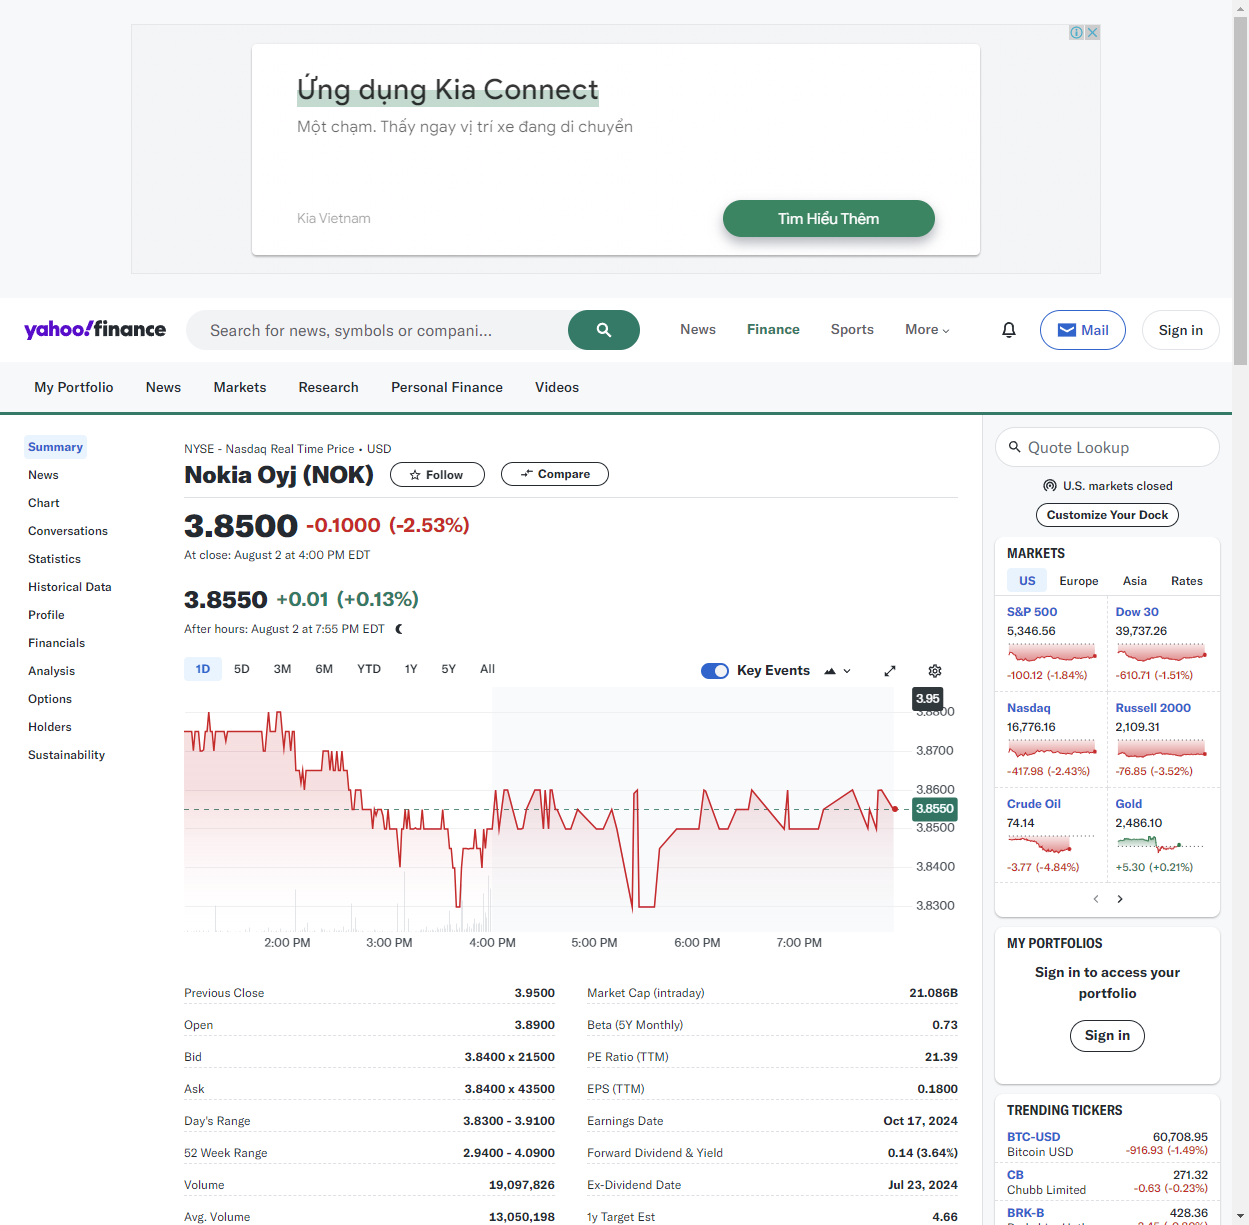 Ứng dụng Kia Connect
Một chạm. Thấy ngay vị trí xe đang di chuyển
Kia Vietnam
Tìm Hiểu Thêm
yahoo!finance
Search for news, symbols or compani...
News
Finance
Sports
More
Mail
Sign in
My Portfolio
News
Markets
Research
Personal Finance
Videos
Summary
News
Chart
Conversations
Statistics
Historical Data
Profile
Financials
Analysis
Options
Holders
Sustainability
NYSE - Nasdaq Real Time Price • USD
Nokia Oyj (NOK)
Follow
Compare
3.8500 -0.1000 (-2.53%)
At close: August 2 at 4:00 PM EDT
3.8550 +0.01 (+0.13%)
After hours: August 2 at 7:55 PM EDT
1D 5D 3M 6M YTD 1Y 5Y All
Key Events
3.95
3.8800
3.8700
3.8600
3.8550
3.8500
3.8400
3.8300
2:00 PM 3:00 PM 4:00 PM 5:00 PM 6:00 PM 7:00 PM
Previous Close 3.9500
Open 3.8900
Bid 3.8400 x 21500
Ask 3.8400 x 43500
Day's Range 3.8300 - 3.9100
52 Week Range 2.9400 - 4.0900
Volume 19,097,826
Avg. Volume 13,050,198
Market Cap (intraday) 21.086B
Beta (5Y Monthly) 0.73
PE Ratio (TTM) 21.39
EPS (TTM) 0.1800
Earnings Date Oct 17, 2024
Forward Dividend & Yield 0.14 (3.64%)
Ex-Dividend Date Jul 23, 2024
1y Target Est 4.66
Quote Lookup
U.S. markets closed
Customize Your Dock
MARKETS
US Europe Asia Rates
S&P 500
5,346.56
-100.12 (-1.84%)
Dow 30
39,737.26
-610.71 (-1.51%)
Nasdaq
16,776.16
-417.98 (-2.43%)
Russell 2000
2,109.31
-76.85 (-3.52%)
Crude Oil
74.14
-3.77 (-4.84%)
Gold
2,486.10
+5.30 (+0.21%)
MY PORTFOLIOS
Sign in to access your
portfolio
Sign in
TRENDING TICKERS
BTC-USD 60,708.95
Bitcoin USD -916.93 (-1.49%)
CB 271.32
Chubb Limited -0.63 (-0.23%)
BRK-B 428.36